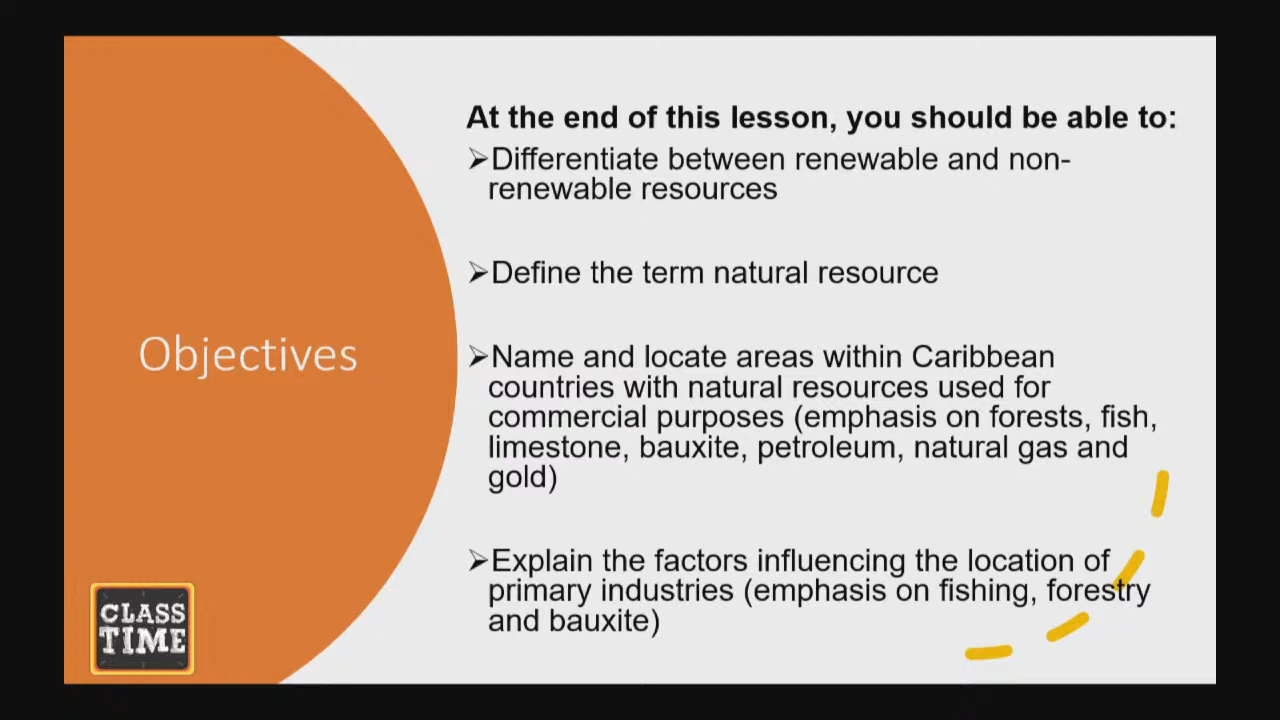 Objectives
At the end of this lesson, you should be able to:
➢Differentiate between renewable and non-
renewable resources
➢Define the term natural resource
➢Name and locate areas within Caribbean
countries with natural resources used for
commercial purposes (emphasis on forests, fish,
limestone, bauxite, petroleum, natural gas and
gold)
➢Explain the factors influencing the location of
primary industries (emphasis on fishing, forestry
and bauxite)
CLASS
TIME